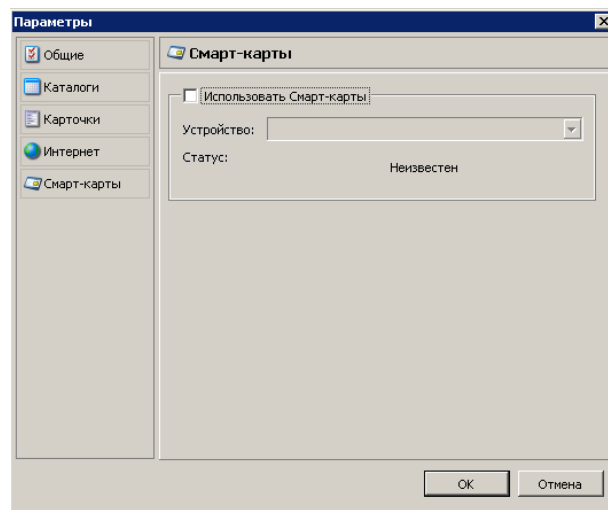 Параметры
Общие
Каталоги
Карточки
Интернет
Смарт-карты
Смарт-карты
Использовать Смарт-карты
Устройство:
Статус:
Неизвестен
OK
Отмена